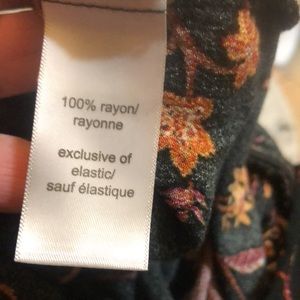 100% rayon/
rayonne
exclusive of
elastic/
sauf élastique